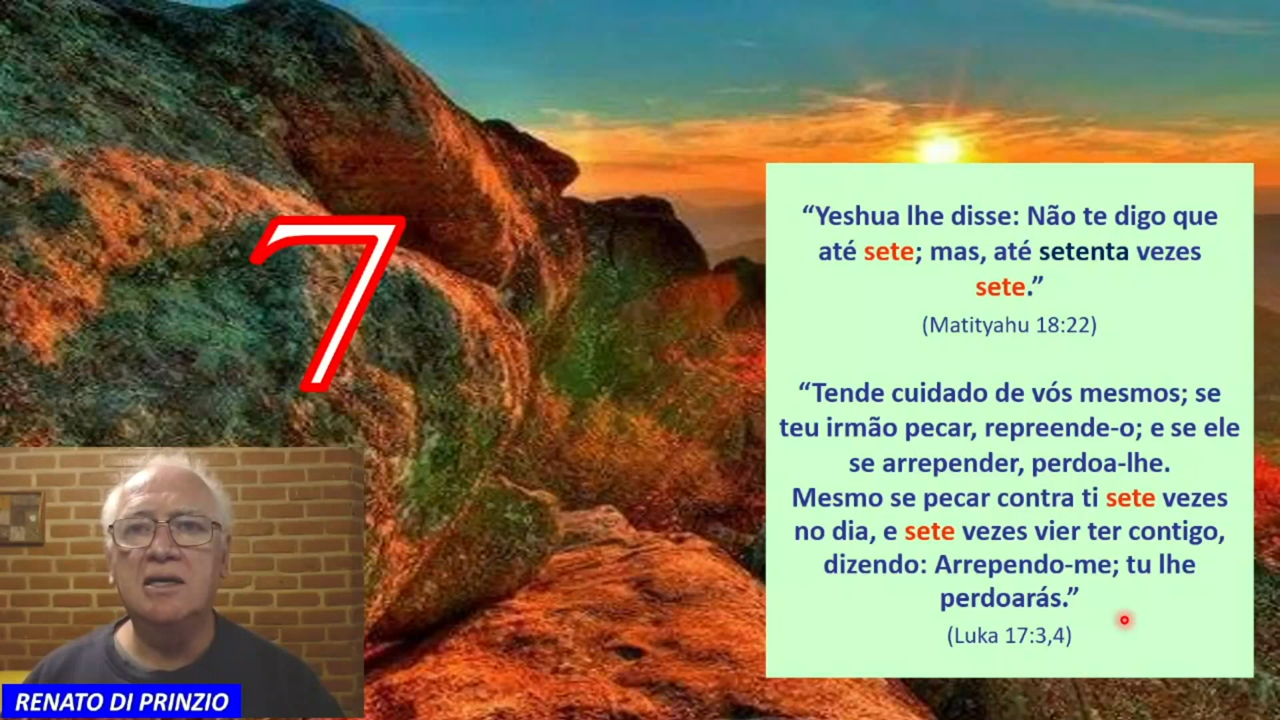 7
“Yeshua lhe disse: Não te digo que
até sete; mas, até setenta vezes
sete.”
(Matityahu 18:22)
“Tende cuidado de vós mesmos; se
teu irmão pecar, repreende-o; e se ele
se arrepender, perdoa-lhe.
Mesmo se pecar contra ti sete vezes
no dia, e sete vezes vier ter contigo,
dizendo: Arrependo-me; tu lhe
perdoarás.”
(Luka 17:3,4)
RENATO DI PRINZIO